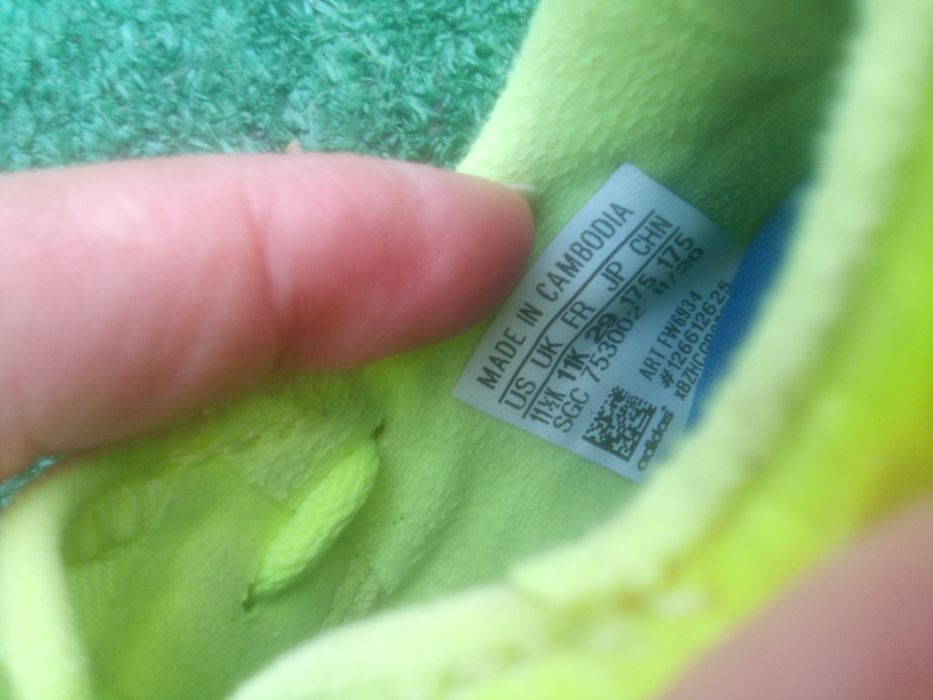 MADE IN CAMBODIA
US UK FR JP CHN
11½K 11K 29 175 175
SGC 753002 11/20
ART FW6934
#126612625
adidas